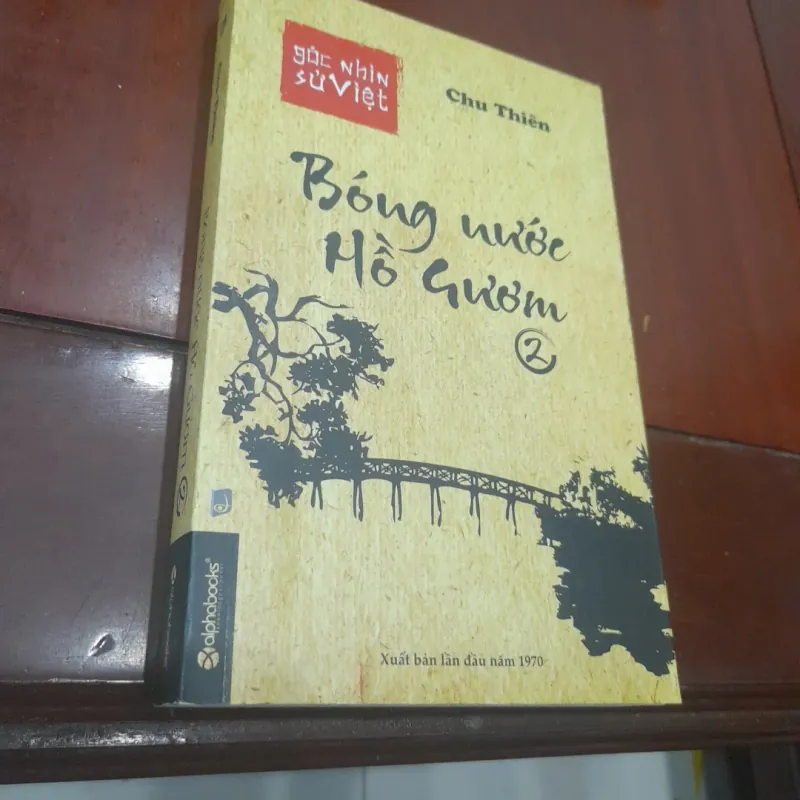 góc nhìn
sử Việt
Chu Thiên
Bóng nước
Hồ Gươm
2
Xuất bản lần đầu năm 1970
alphabooks